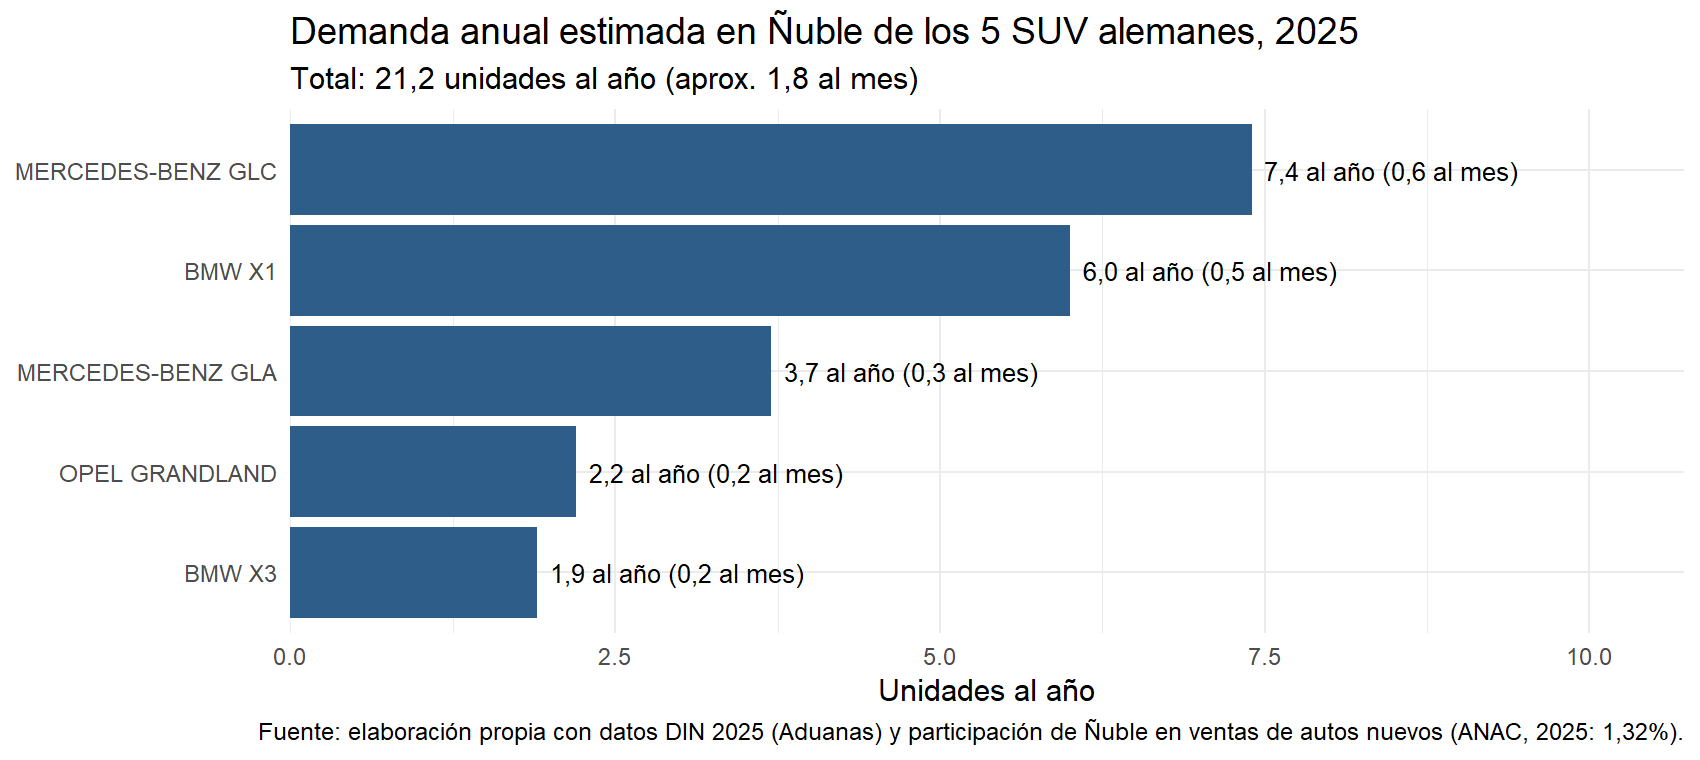 Demanda anual estimada en Ñuble de los 5 SUV alemanes, 2025
Total: 21,2 unidades al año (aprox. 1,8 al mes)
MERCEDES-BENZ GLC
7,4 al año (0,6 al mes)
BMW X1
6,0 al año (0,5 al mes)
MERCEDES-BENZ GLA
3,7 al año (0,3 al mes)
OPEL GRANDLAND
2,2 al año (0,2 al mes)
BMW X3
1,9 al año (0,2 al mes)
0.0 2.5 5.0 7.5 10.0
Unidades al año
Fuente: elaboración propia con datos DIN 2025 (Aduanas) y participación de Ñuble en ventas de autos nuevos (ANAC, 2025: 1,32%).